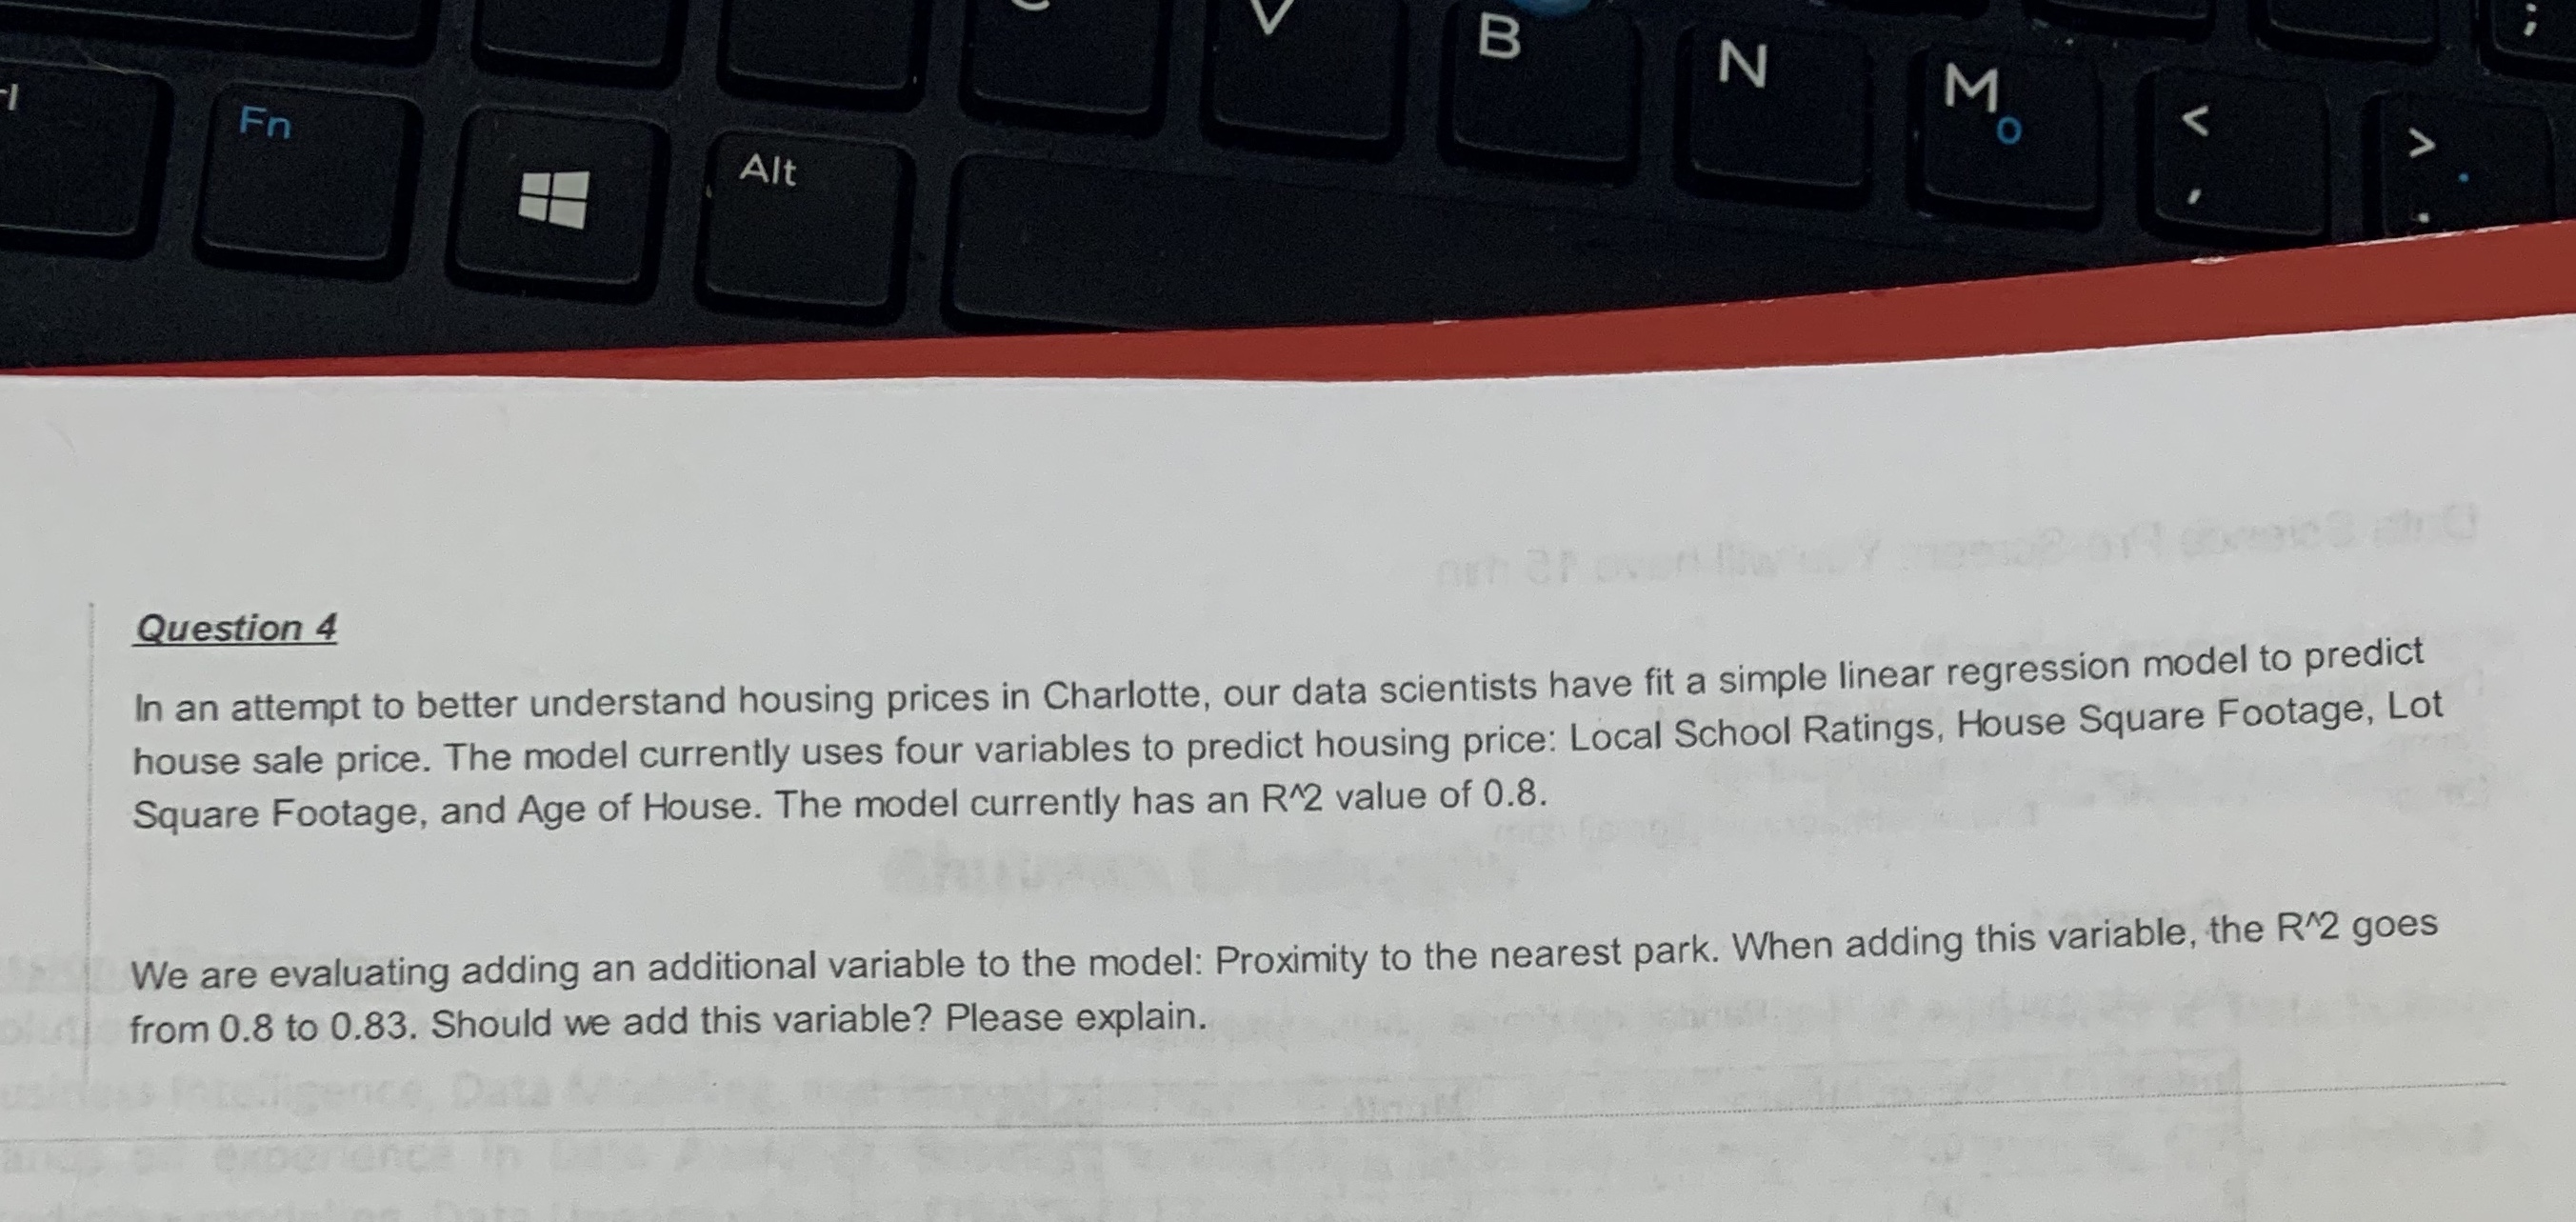 V
B
N
M
O
<
,
>
.
;
Fn
Alt
Question 4
In an attempt to better understand housing prices in Charlotte, our data scientists have fit a simple linear regression model to predict
house sale price. The model currently uses four variables to predict housing price: Local School Ratings, House Square Footage, Lot
Square Footage, and Age of House. The model currently has an R^2 value of 0.8.
We are evaluating adding an additional variable to the model: Proximity to the nearest park. When adding this variable, the R^2 goes
from 0.8 to 0.83. Should we add this variable? Please explain.